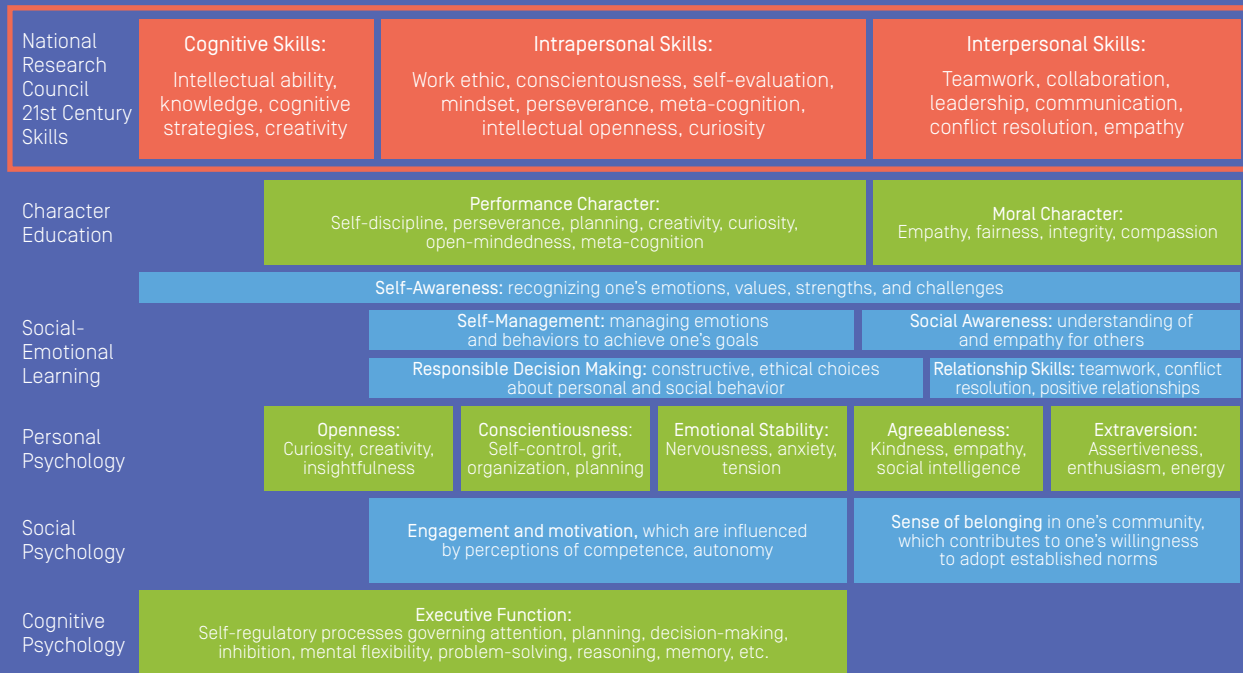 National
Research
Council
21st Century
Skills
Cognitive Skills:
Intellectual ability,
knowledge, cognitive
strategies, creativity
Intrapersonal Skills:
Work ethic, conscientousness, self-evaluation,
mindset, perseverance, meta-cognition,
intellectual openness, curiosity
Interpersonal Skills:
Teamwork, collaboration,
leadership, communication,
conflict resolution, empathy
Character
Education
Performance Character:
Self-discipline, perseverance, planning, creativity, curiosity,
open-mindedness, meta-cognition
Moral Character:
Empathy, fairness, integrity, compassion
Social-
Emotional
Learning
Self-Awareness: recognizing one's emotions, values, strengths, and challenges
Self-Management: managing emotions
and behaviors to achieve one's goals
Social Awareness: understanding of
and empathy for others
Responsible Decision Making: constructive, ethical choices
about personal and social behavior
Relationship Skills: teamwork, conflict
resolution, positive relationships
Personal
Psychology
Openness:
Curiosity, creativity,
insightfulness
Conscientiousness:
Self-control, grit,
organization, planning
Emotional Stability:
Nervousness, anxiety,
tension
Agreeableness:
Kindness, empathy,
social intelligence
Extraversion:
Assertiveness,
enthusiasm, energy
Social
Psychology
Engagement and motivation, which are influenced
by perceptions of competence, autonomy
Sense of belonging in one's community,
which contributes to one's willingness
to adopt established norms
Cognitive
Psychology
Executive Function:
Self-regulatory processes governing attention, planning, decision-making,
inhibition, mental flexibility, problem-solving, reasoning, memory, etc.